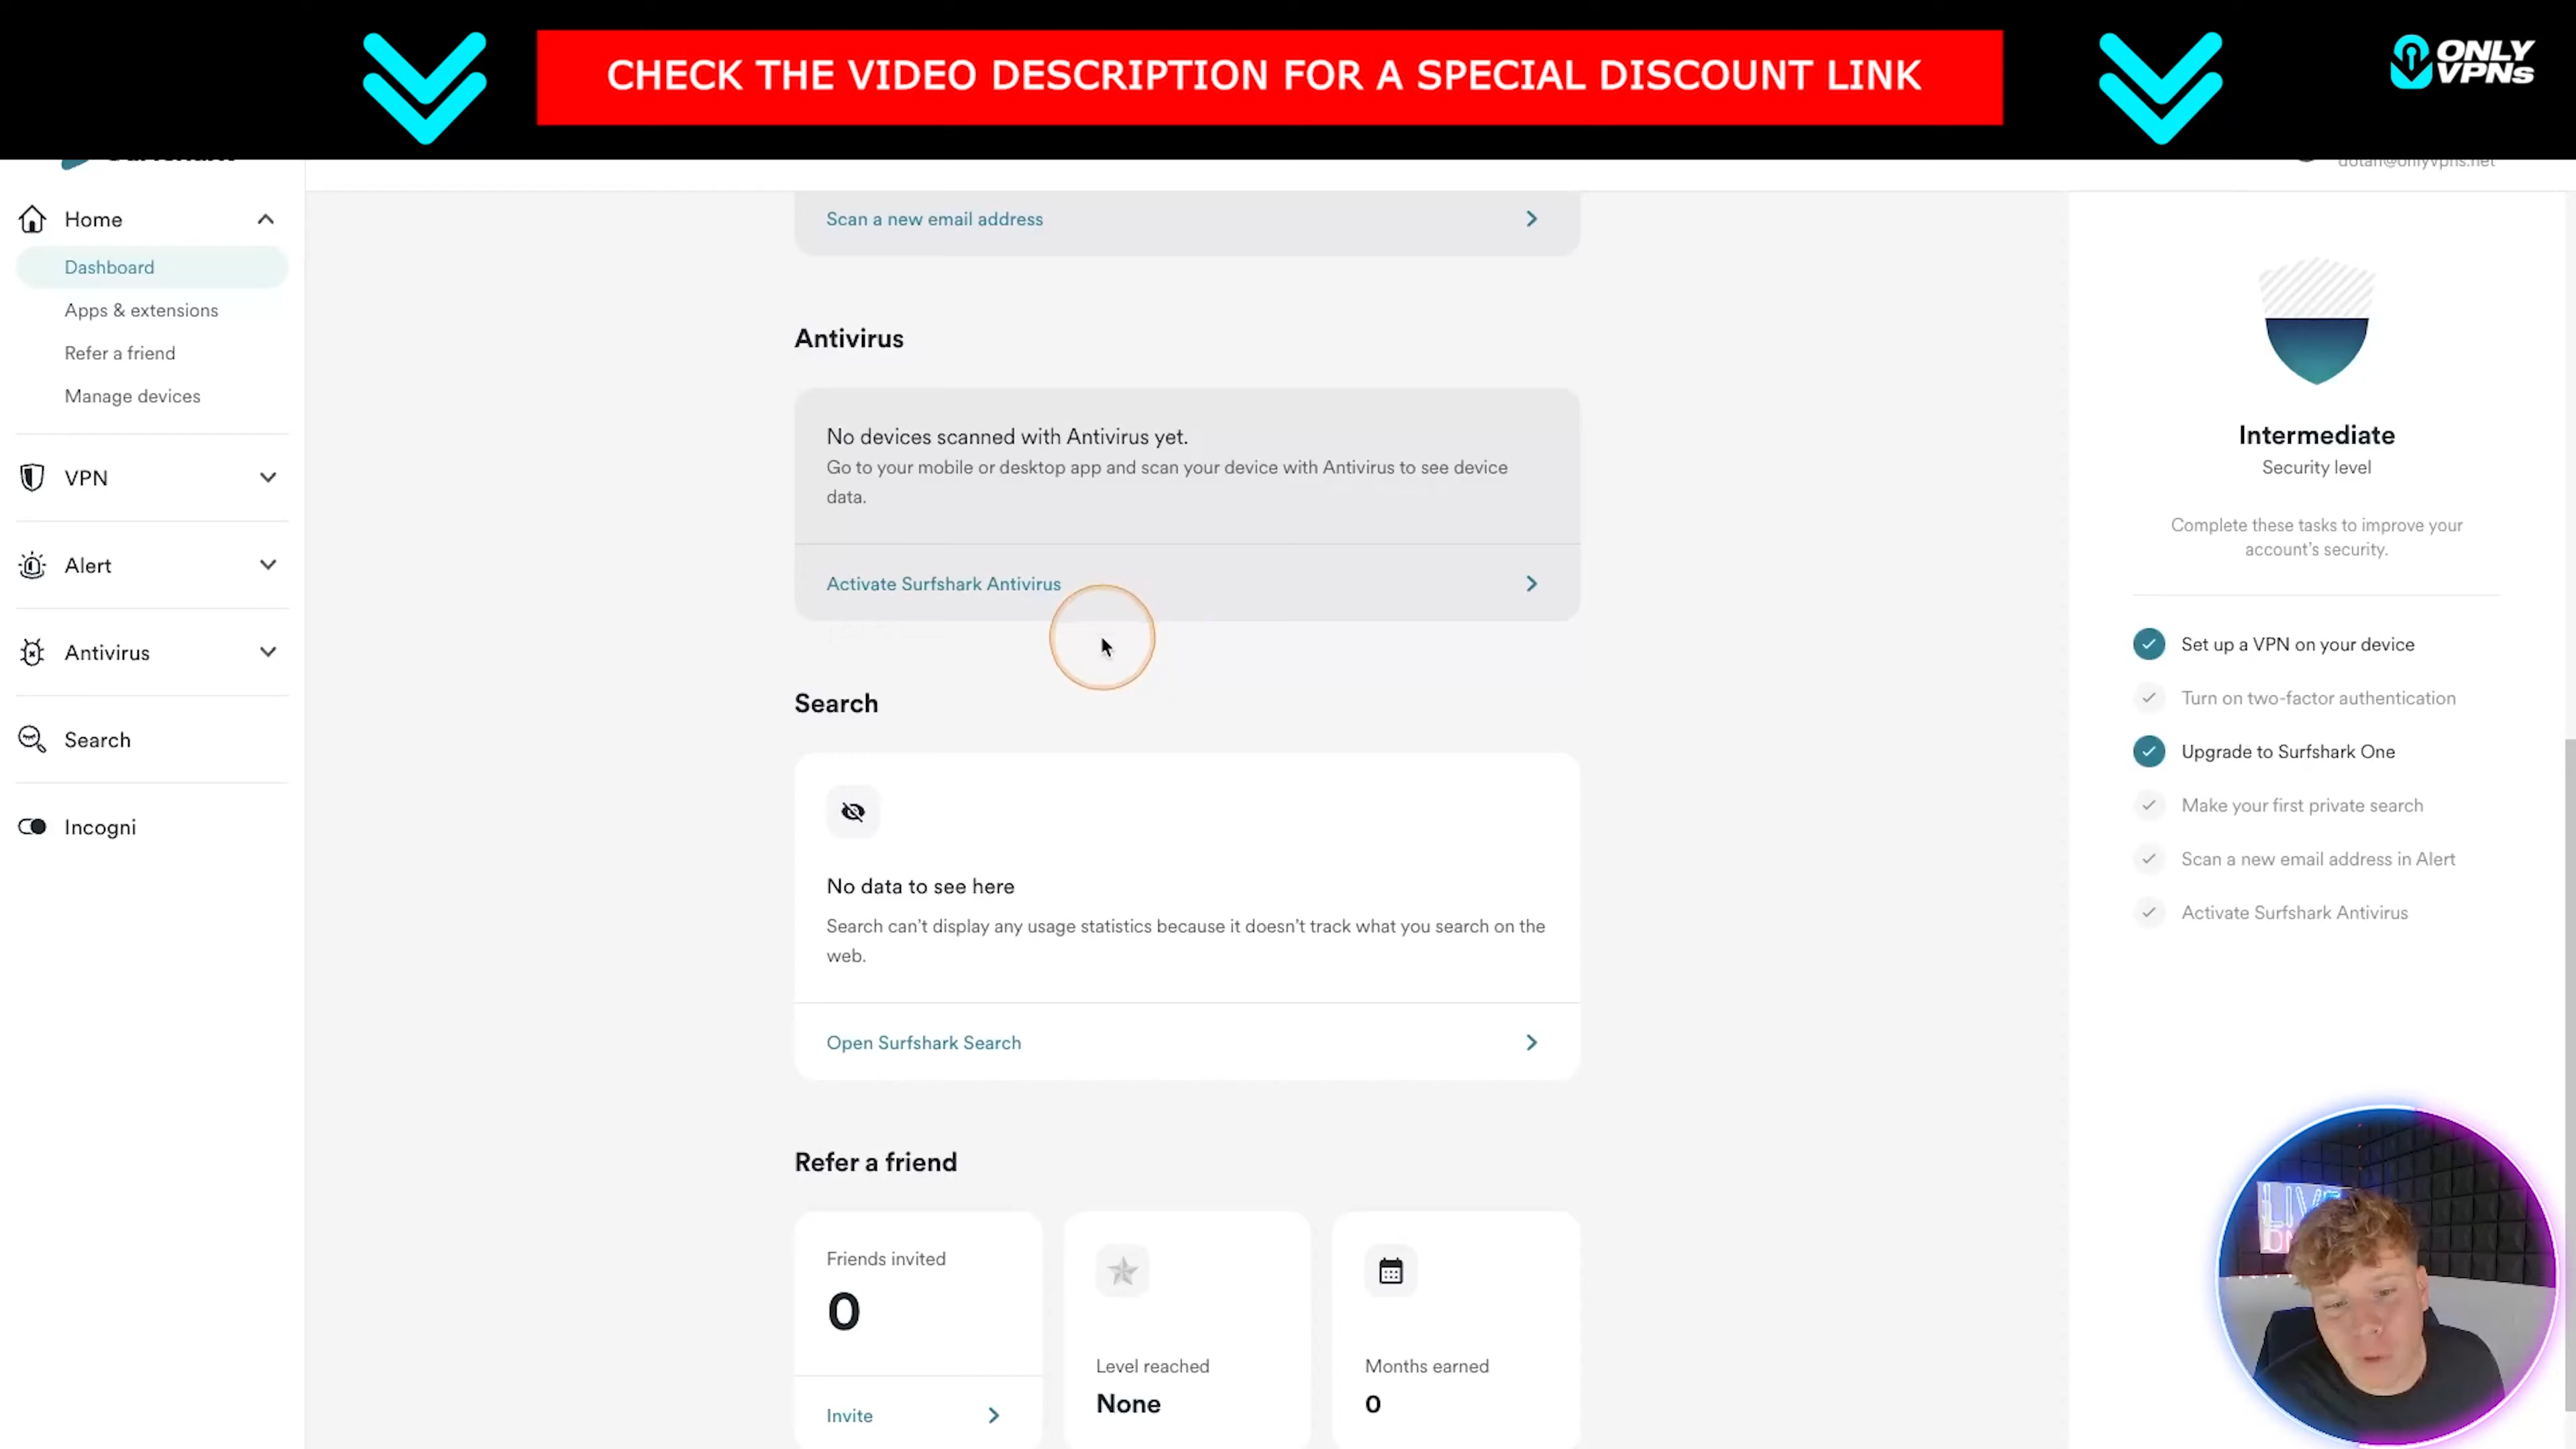 CHECK THE VIDEO DESCRIPTION FOR A SPECIAL DISCOUNT LINK
ONLY
VPNs
dotan@onlyvpns.net
Home
Dashboard
Apps & extensions
Refer a friend
Manage devices
VPN
Alert
Antivirus
Search
Incogni
Scan a new email address
Antivirus
No devices scanned with Antivirus yet.
Go to your mobile or desktop app and scan your device with Antivirus to see device
data.
Activate Surfshark Antivirus
Search
No data to see here
Search can't display any usage statistics because it doesn't track what you search on the
web.
Open Surfshark Search
Refer a friend
Friends invited
0
Invite
Level reached
None
Months earned
0
Intermediate
Security level
Complete these tasks to improve your
account's security.
Set up a VPN on your device
Turn on two-factor authentication
Upgrade to Surfshark One
Make your first private search
Scan a new email address in Alert
Activate Surfshark Antivirus